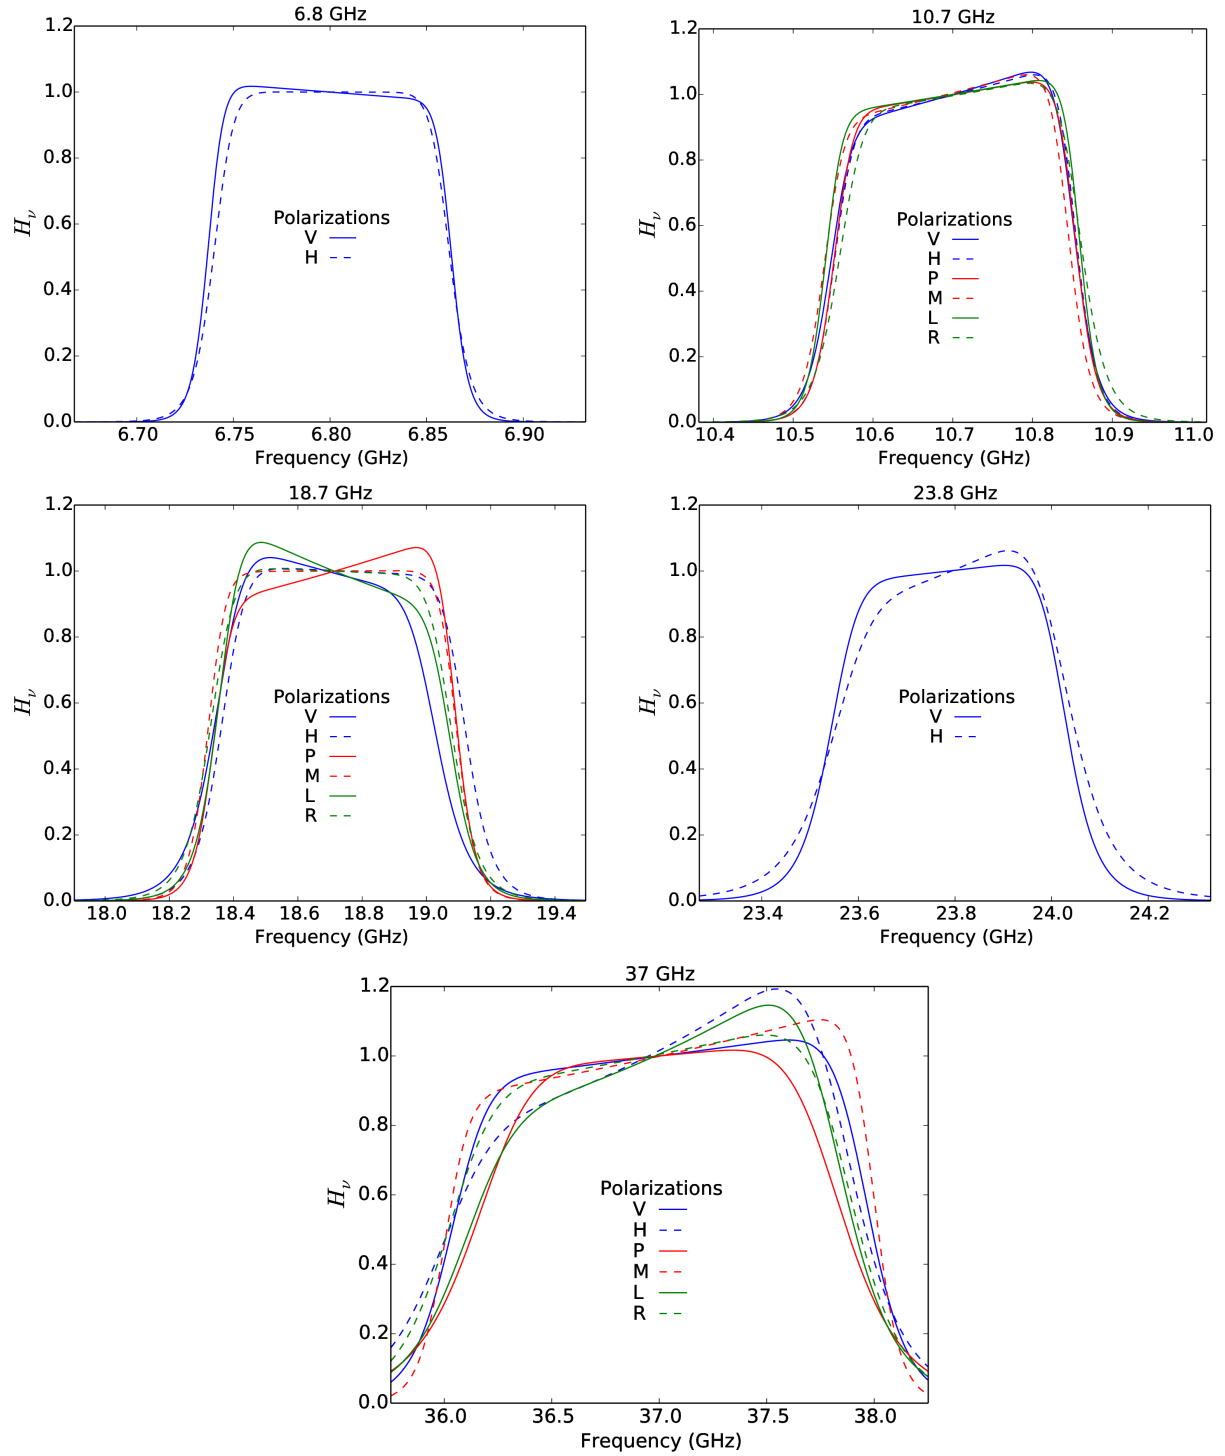 6.8 GHz
1.2
1.0
0.8
0.6
0.4
0.2
0.0
H_ν
Polarizations
V
H
6.70 6.75 6.80 6.85 6.90
Frequency (GHz)
10.7 GHz
1.2
1.0
0.8
0.6
0.4
0.2
0.0
H_ν
Polarizations
V
H
P
M
L
R
10.4 10.5 10.6 10.7 10.8 10.9 11.0
Frequency (GHz)
18.7 GHz
1.2
1.0
0.8
0.6
0.4
0.2
0.0
H_ν
Polarizations
V
H
P
M
L
R
18.0 18.2 18.4 18.6 18.8 19.0 19.2 19.4
Frequency (GHz)
23.8 GHz
1.2
1.0
0.8
0.6
0.4
0.2
0.0
H_ν
Polarizations
V
H
23.4 23.6 23.8 24.0 24.2
Frequency (GHz)
37 GHz
1.2
1.0
0.8
0.6
0.4
0.2
0.0
H_ν
Polarizations
V
H
P
M
L
R
36.0 36.5 37.0 37.5 38.0
Frequency (GHz)